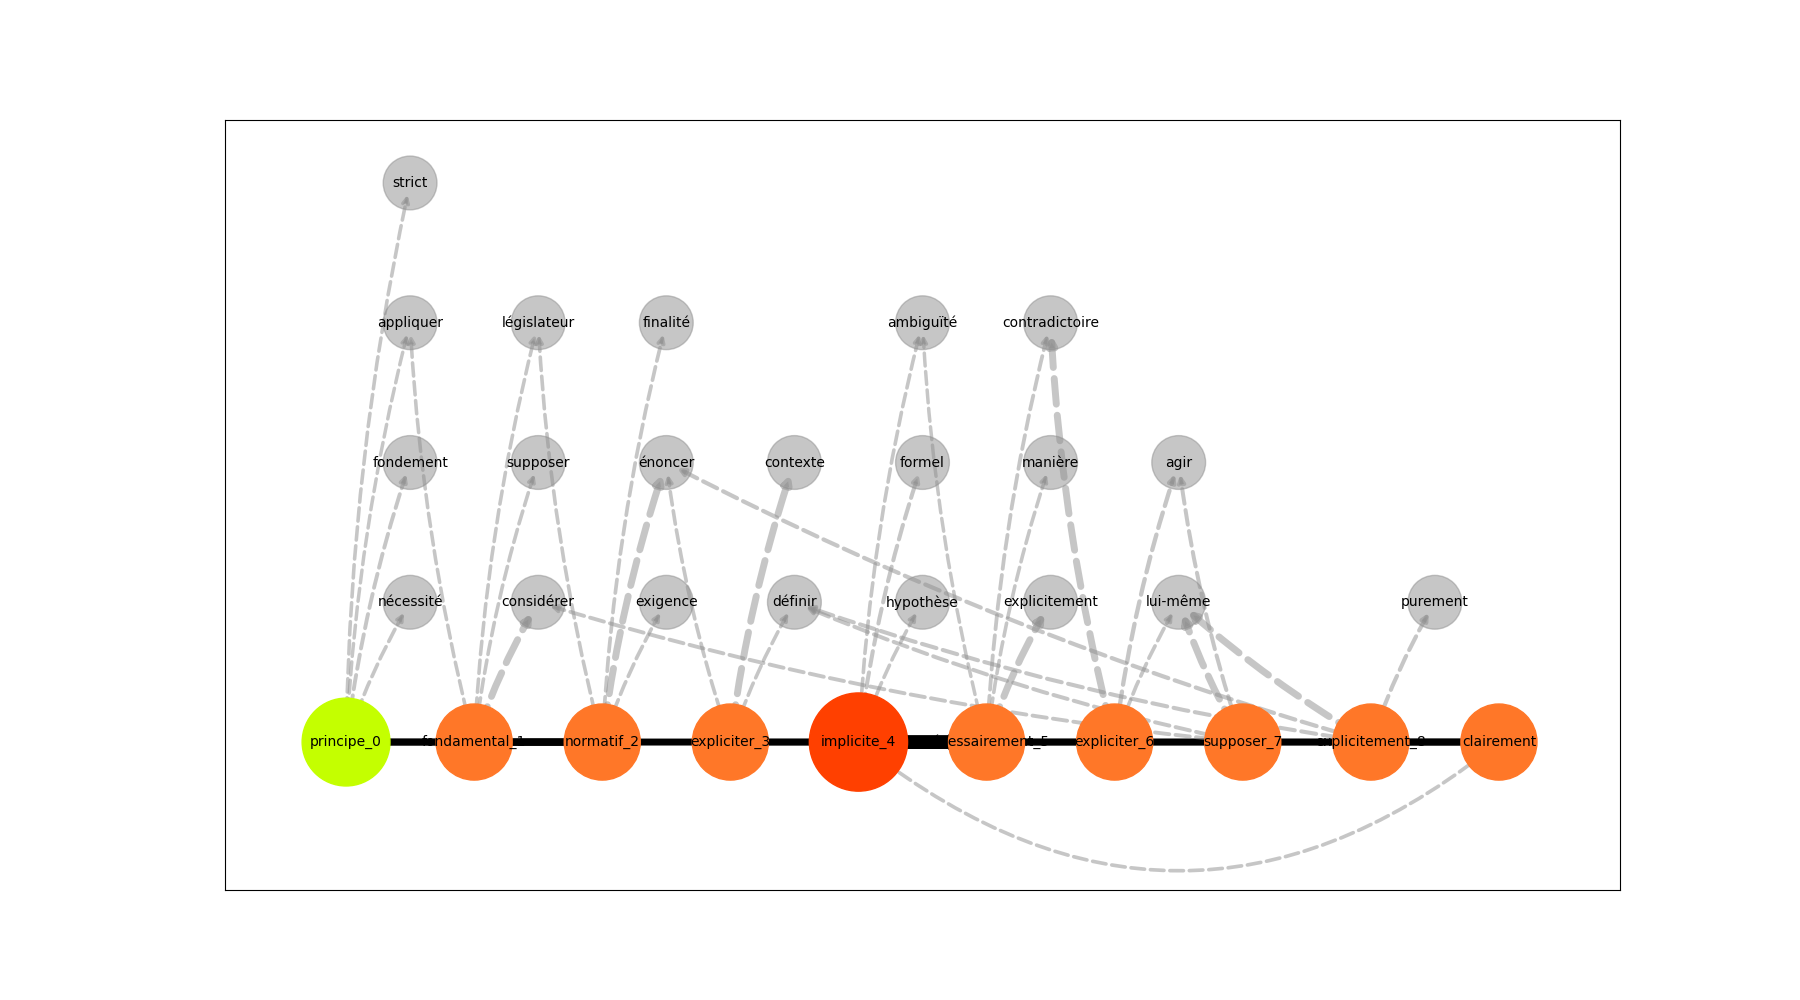 strict
appliquer législateur finalité ambiguïté contradictoire
fondement supposer énoncer contexte formel manière agir
nécessité considérer exigence définir hypothèse explicitement lui-même purement
principe_0 fondamental_1 normatif_2 expliciter_3 implicite_4 essairement_5 expliciter_6 supposer_7 explicitement_8 clairement